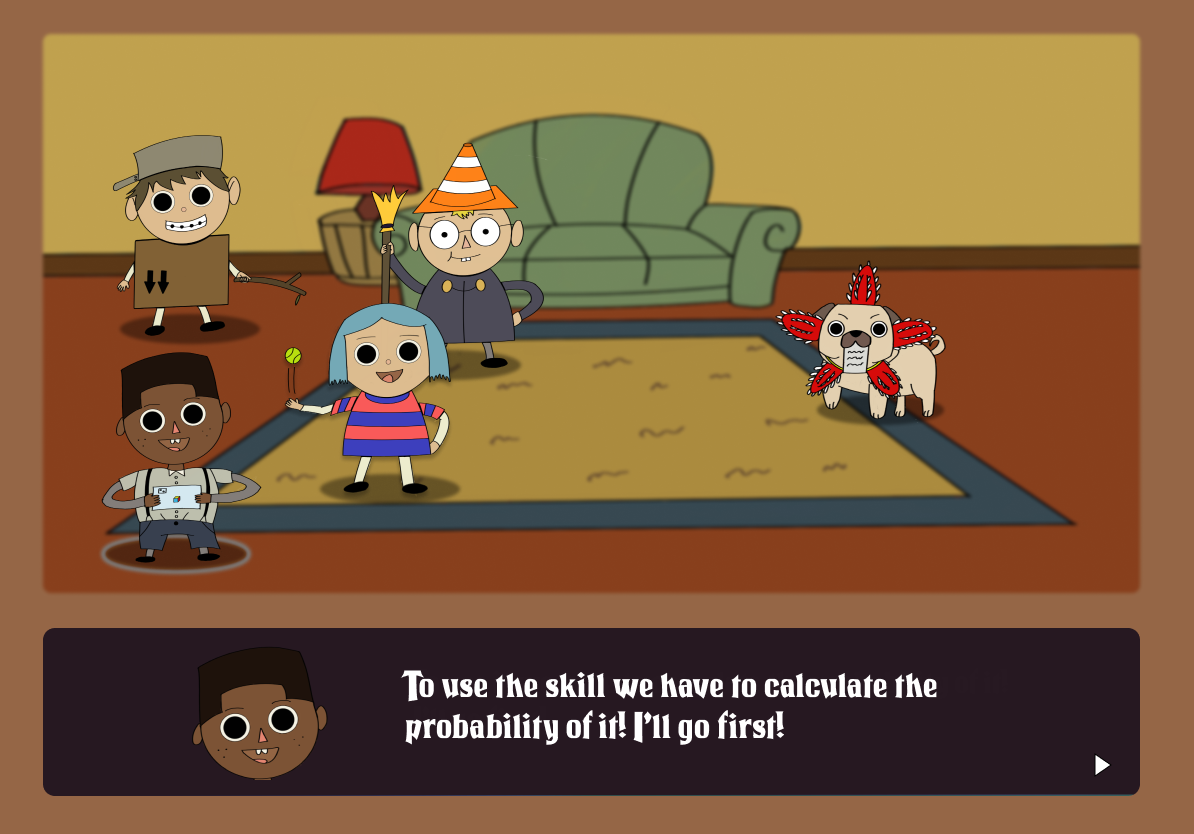 To use the skill we have to calculate the
probability of it! I'll go first!